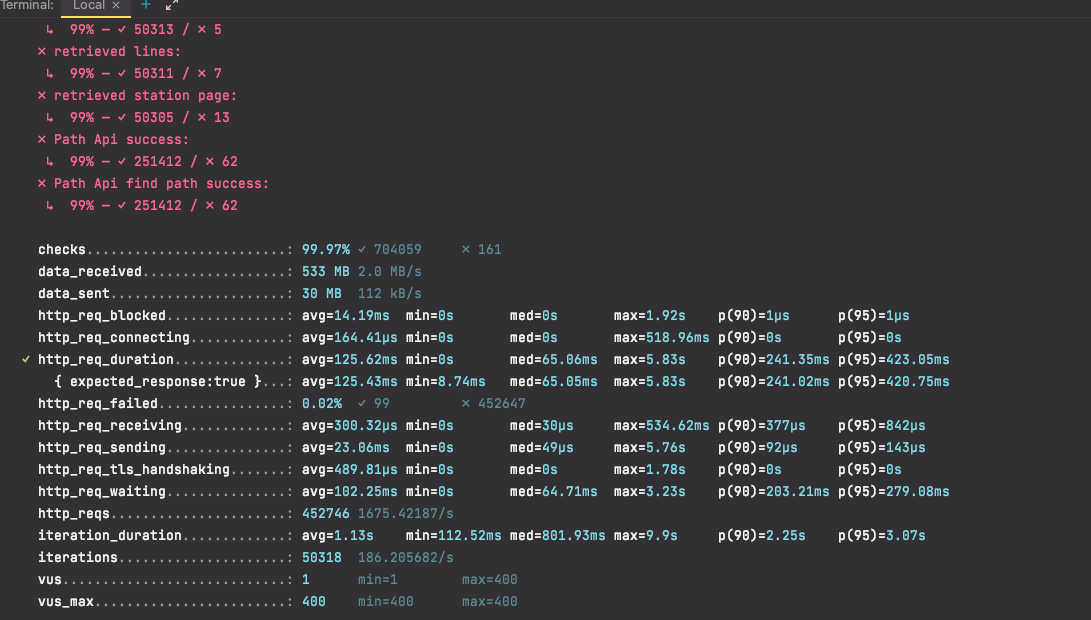 Terminal: Local × +
↳ 99% — ✓ 50313 / ✗ 5
✗ retrieved lines:
↳ 99% — ✓ 50311 / ✗ 7
✗ retrieved station page:
↳ 99% — ✓ 50305 / ✗ 13
✗ Path Api success:
↳ 99% — ✓ 251412 / ✗ 62
✗ Path Api find path success:
↳ 99% — ✓ 251412 / ✗ 62
checks.........................: 99.97% ✓ 704059 ✗ 161
data_received..................: 533 MB 2.0 MB/s
data_sent......................: 30 MB 112 kB/s
http_req_blocked...............: avg=14.19ms min=0s med=0s max=1.92s p(90)=1µs p(95)=1µs
http_req_connecting............: avg=164.41µs min=0s med=0s max=518.96ms p(90)=0s p(95)=0s
✓ http_req_duration..............: avg=125.62ms min=0s med=65.06ms max=5.83s p(90)=241.35ms p(95)=423.05ms
{ expected_response:true }...: avg=125.43ms min=8.74ms med=65.05ms max=5.83s p(90)=241.02ms p(95)=420.75ms
http_req_failed................: 0.02% ✓ 99 ✗ 452647
http_req_receiving.............: avg=300.32µs min=0s med=30µs max=534.62ms p(90)=377µs p(95)=842µs
http_req_sending...............: avg=23.06ms min=0s med=49µs max=5.76s p(90)=92µs p(95)=143µs
http_req_tls_handshaking.......: avg=489.81µs min=0s med=0s max=1.78s p(90)=0s p(95)=0s
http_req_waiting...............: avg=102.25ms min=0s med=64.71ms max=3.23s p(90)=203.21ms p(95)=279.08ms
http_reqs......................: 452746 1675.42187/s
iteration_duration.............: avg=1.13s min=112.52ms med=801.93ms max=9.9s p(90)=2.25s p(95)=3.07s
iterations.....................: 50318 186.205682/s
vus............................: 1 min=1 max=400
vus_max........................: 400 min=400 max=400